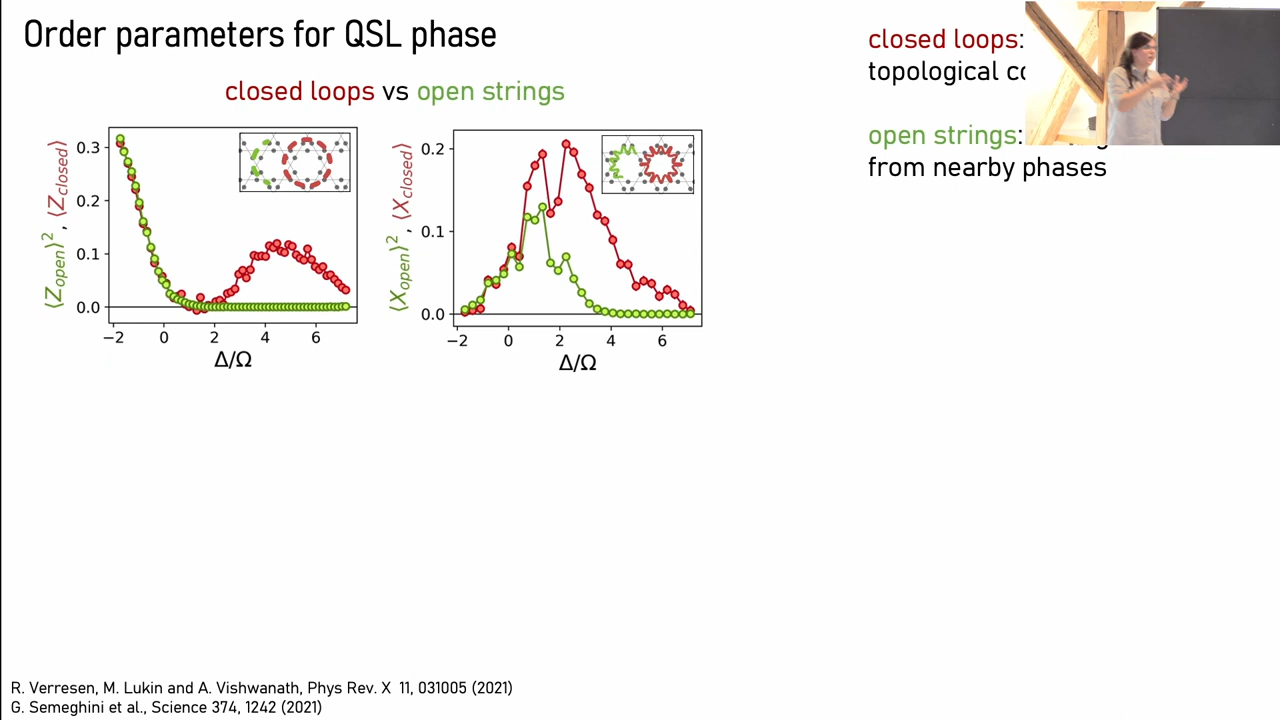 Order parameters for QSL phase
closed loops vs open strings
closed loops:
topological
open strings:
from nearby phases
⟨Z_open⟩², ⟨Z_closed⟩
0.3
0.2
0.1
0.0
−2 0 2 4 6
Δ/Ω
⟨X_open⟩², ⟨X_closed⟩
0.2
0.1
0.0
−2 0 2 4 6
Δ/Ω
R. Verresen, M. Lukin and A. Vishwanath, Phys Rev. X 11, 031005 (2021)
G. Semeghini et al., Science 374, 1242 (2021)